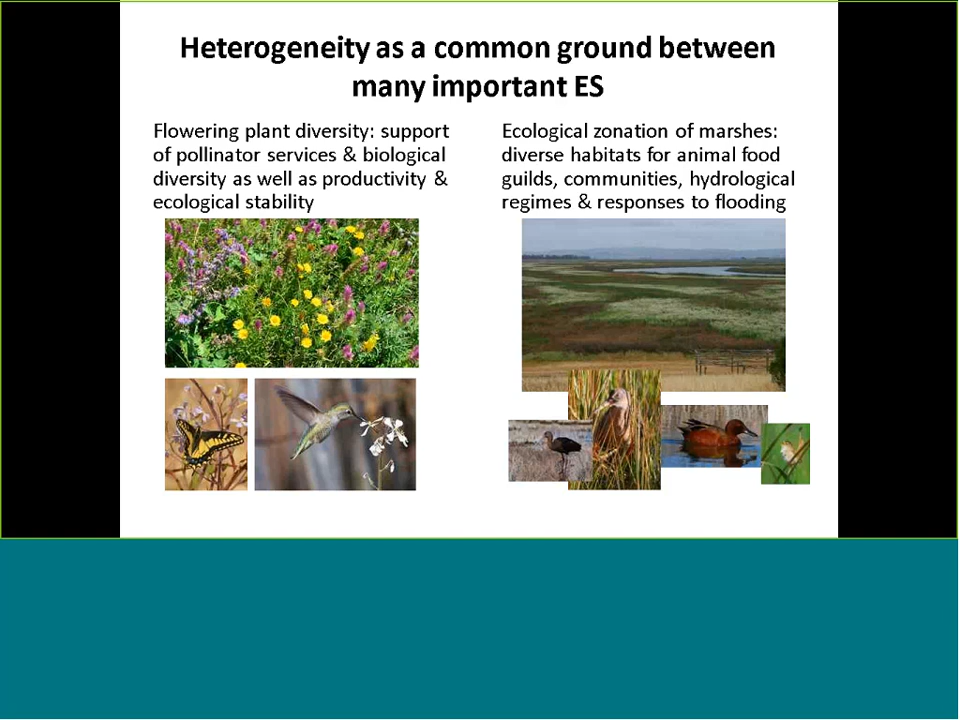 Heterogeneity as a common ground between
many important ES
Flowering plant diversity: support
of pollinator services & biological
diversity as well as productivity &
ecological stability
Ecological zonation of marshes:
diverse habitats for animal food
guilds, communities, hydrological
regimes & responses to flooding